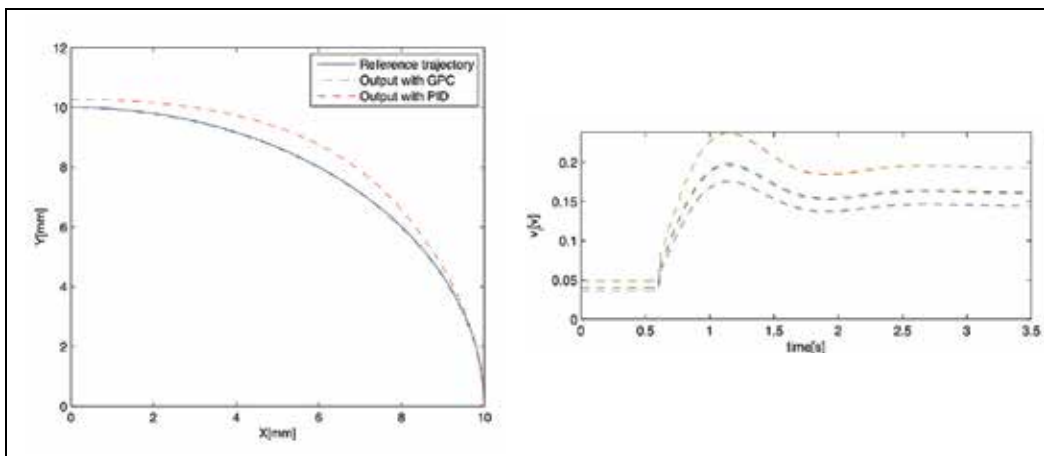 12
10
8
6
4
2
0
Y[mm]
0 2 4 6 8 10
X[mm]
Reference trajectory
Output with GPC
Output with PID
0.2
0.15
0.1
0.05
0
v[v]
0 0.5 1 1.5 2 2.5 3 3.5
time[s]